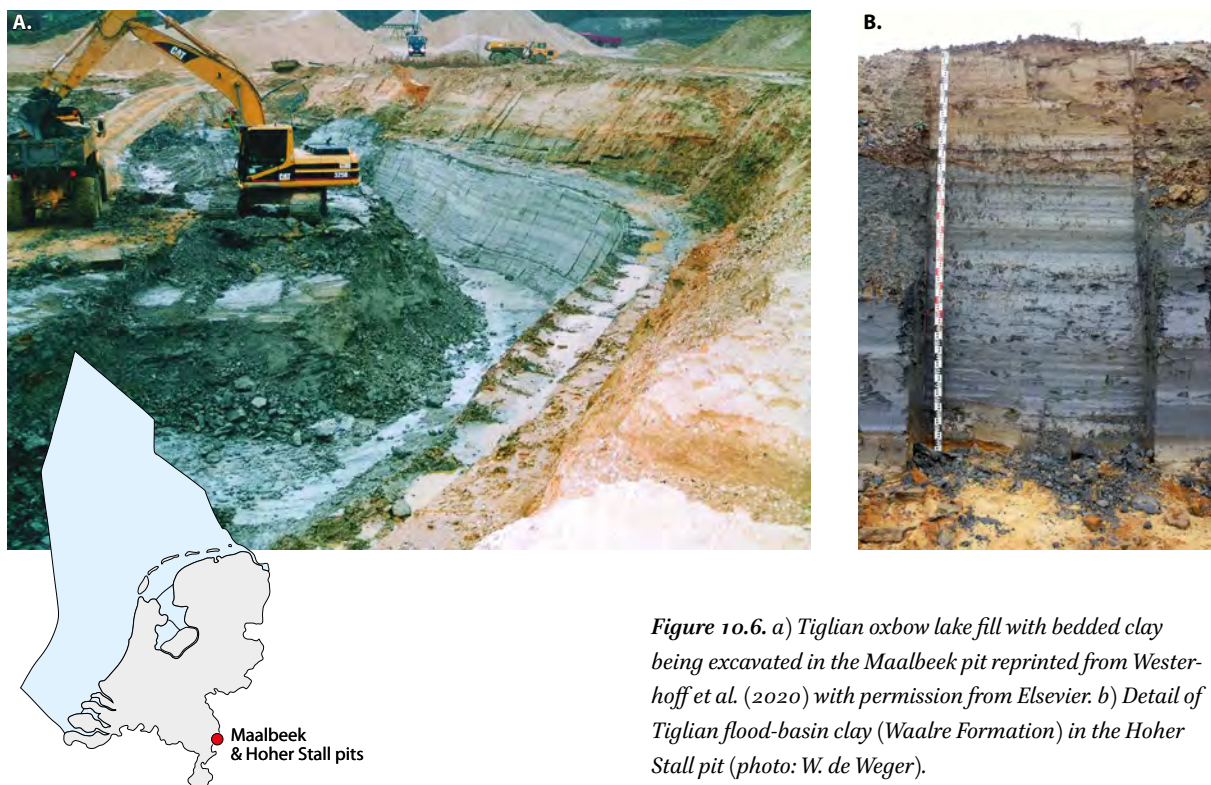 A.
B.
CAT
CAT
325B
Maalbeek
& Hoher Stall pits
Figure 10.6. a) Tiglian oxbow lake fill with bedded clay
being excavated in the Maalbeek pit reprinted from Wester-
hoff et al. (2020) with permission from Elsevier. b) Detail of
Tiglian flood-basin clay (Waalre Formation) in the Hoher
Stall pit (photo: W. de Weger).